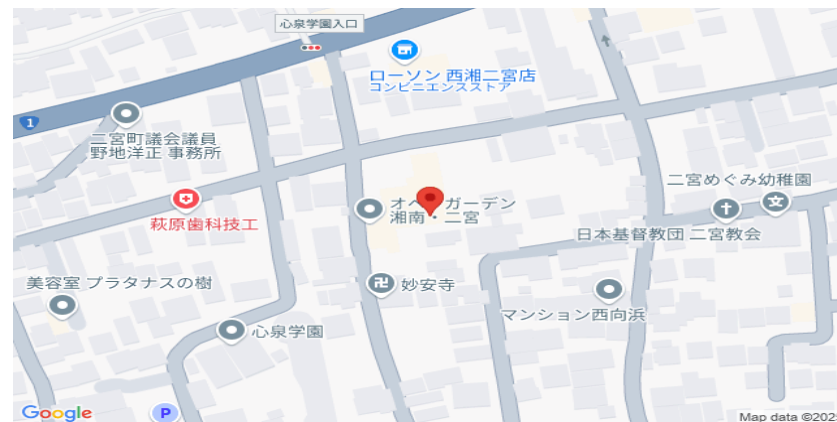 心泉学園入口
ローソン 西湘二宮店
コンビニエンスストア
1
二宮町議会議員
野地洋正 事務所
二宮めぐみ幼稚園
萩原歯科技工
ガーデン
湘南・二宮
日本基督教団 二宮教会
美容室 プラタナスの樹
妙安寺
マンション西向浜
心泉学園
P
Google
Map data ©202